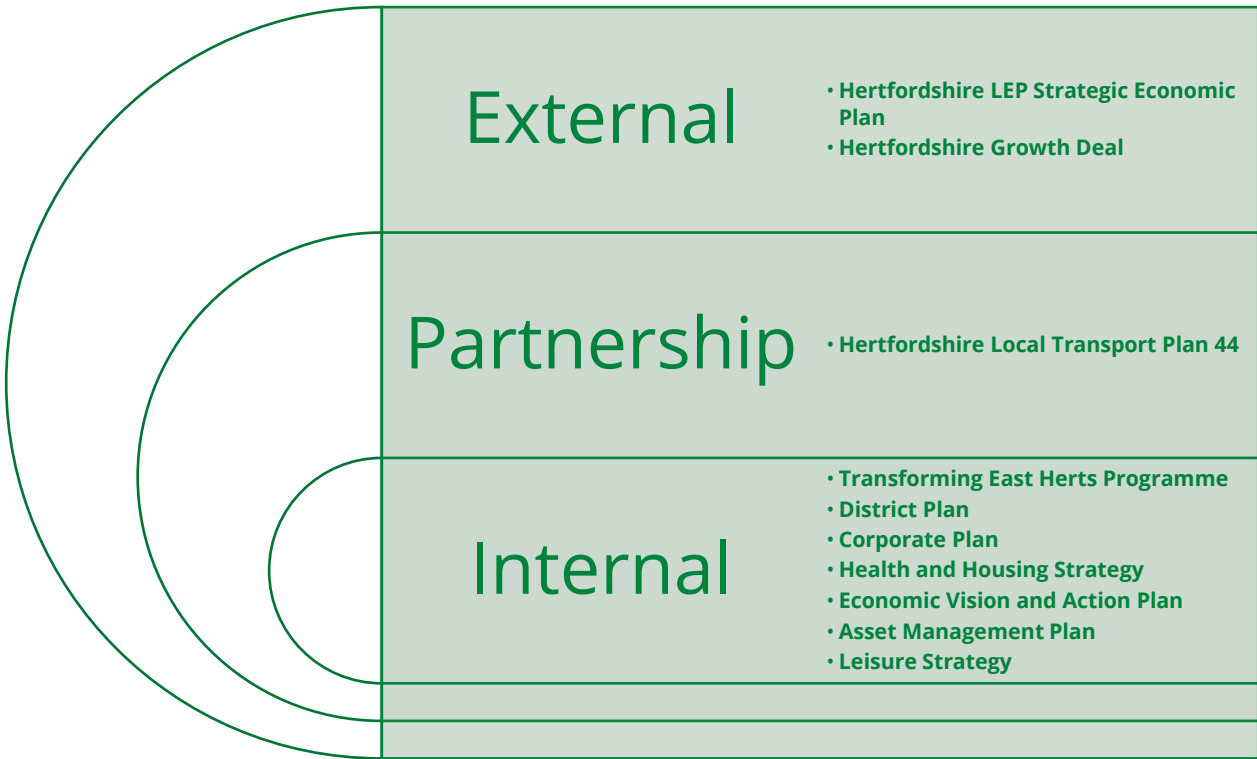 External
• Hertfordshire LEP Strategic Economic
Plan
• Hertfordshire Growth Deal
Partnership
• Hertfordshire Local Transport Plan 44
Internal
• Transforming East Herts Programme
• District Plan
• Corporate Plan
• Health and Housing Strategy
• Economic Vision and Action Plan
• Asset Management Plan
• Leisure Strategy